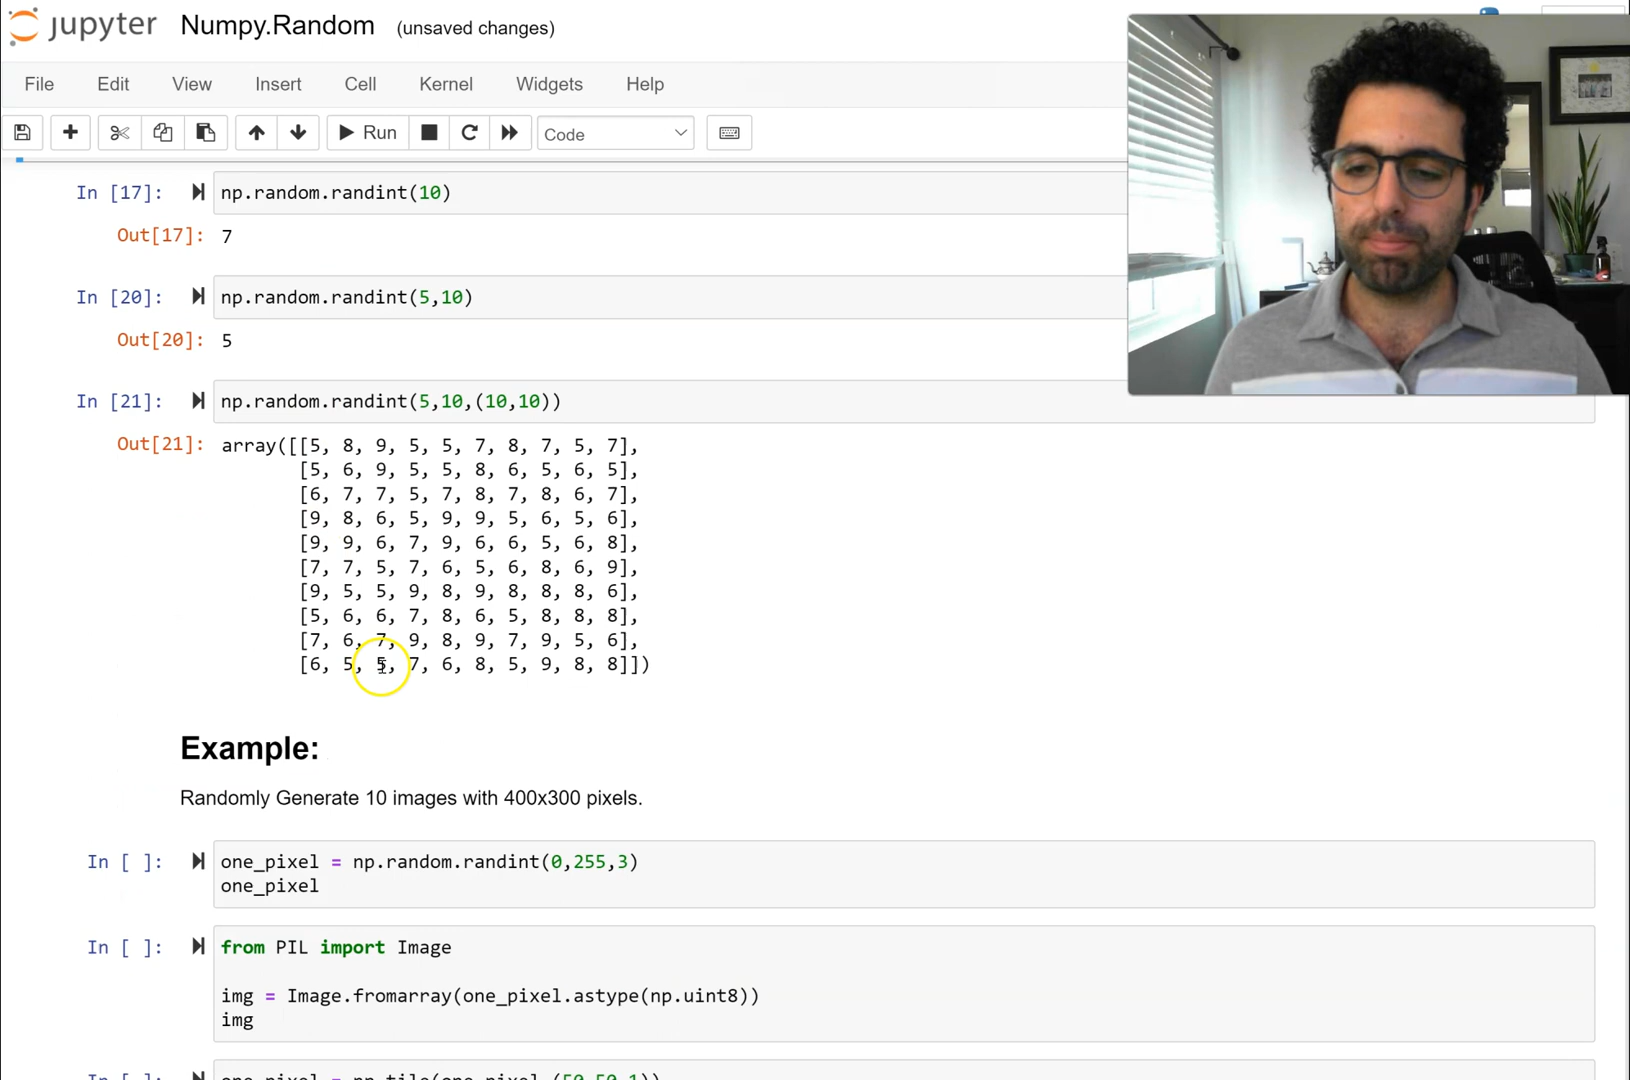 jupyter Numpy.Random (unsaved changes)
File Edit View Insert Cell Kernel Widgets Help
Run Code
In [17]: np.random.randint(10)
Out[17]: 7
In [20]: np.random.randint(5,10)
Out[20]: 5
In [21]: np.random.randint(5,10,(10,10))
Out[21]: array([[5, 8, 9, 5, 5, 7, 8, 7, 5, 7],
[5, 6, 9, 5, 5, 8, 6, 5, 6, 5],
[6, 7, 7, 5, 7, 8, 7, 8, 6, 7],
[9, 8, 6, 5, 9, 9, 5, 6, 5, 6],
[9, 9, 6, 7, 9, 6, 6, 5, 6, 8],
[7, 7, 5, 7, 6, 5, 6, 8, 6, 9],
[9, 5, 5, 9, 8, 9, 8, 8, 8, 6],
[5, 6, 6, 7, 8, 6, 5, 8, 8, 8],
[7, 6, 7, 9, 8, 9, 7, 9, 5, 6],
[6, 5, 5, 7, 6, 8, 5, 9, 8, 8]])
Example:
Randomly Generate 10 images with 400x300 pixels.
In [ ]: one_pixel = np.random.randint(0,255,3)
one_pixel
In [ ]: from PIL import Image
img = Image.fromarray(one_pixel.astype(np.uint8))
img
In [ ]: one_pixel = np.tile(one_pixel,(50,50,1))